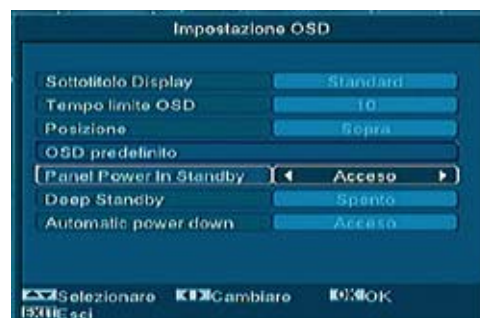 Impostazione OSD
Sottotitolo Display Standard
Tempo limite OSD 10
Posizione Sopra
OSD predefinito
Panel Power In Standby Acceso
Deep Standby Spento
Automatic power down Acceso
Selezionare Cambiare OK OK
EXIT Esci